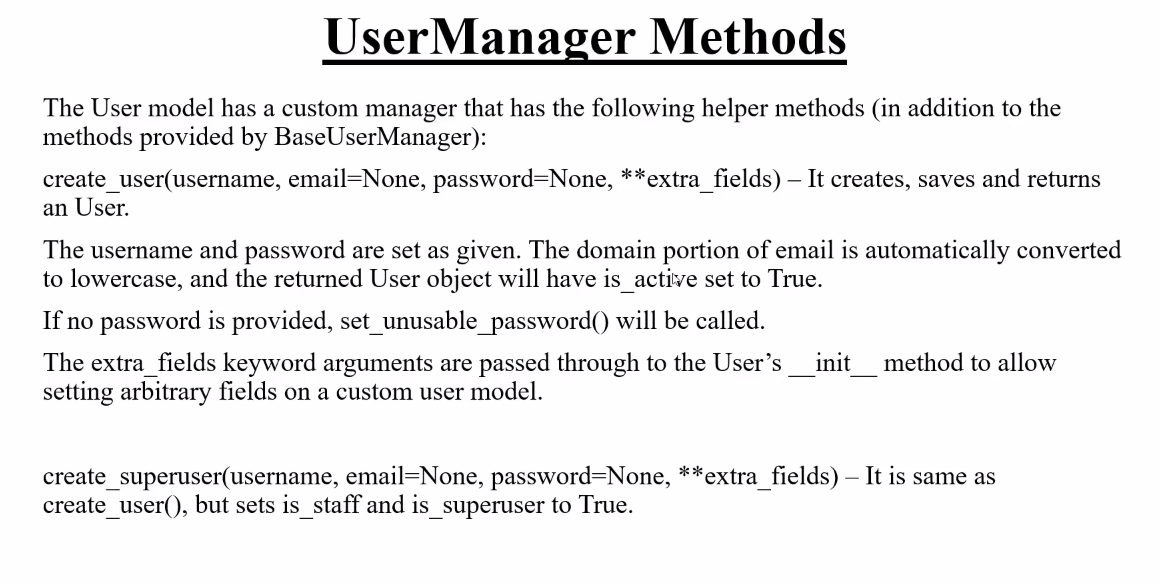 UserManager Methods
The User model has a custom manager that has the following helper methods (in addition to the
methods provided by BaseUserManager):
create_user(username, email=None, password=None, **extra_fields) – It creates, saves and returns
an User.
The username and password are set as given. The domain portion of email is automatically converted
to lowercase, and the returned User object will have is_active set to True.
If no password is provided, set_unusable_password() will be called.
The extra_fields keyword arguments are passed through to the User’s __init__ method to allow
setting arbitrary fields on a custom user model.
create_superuser(username, email=None, password=None, **extra_fields) – It is same as
create_user(), but sets is_staff and is_superuser to True.